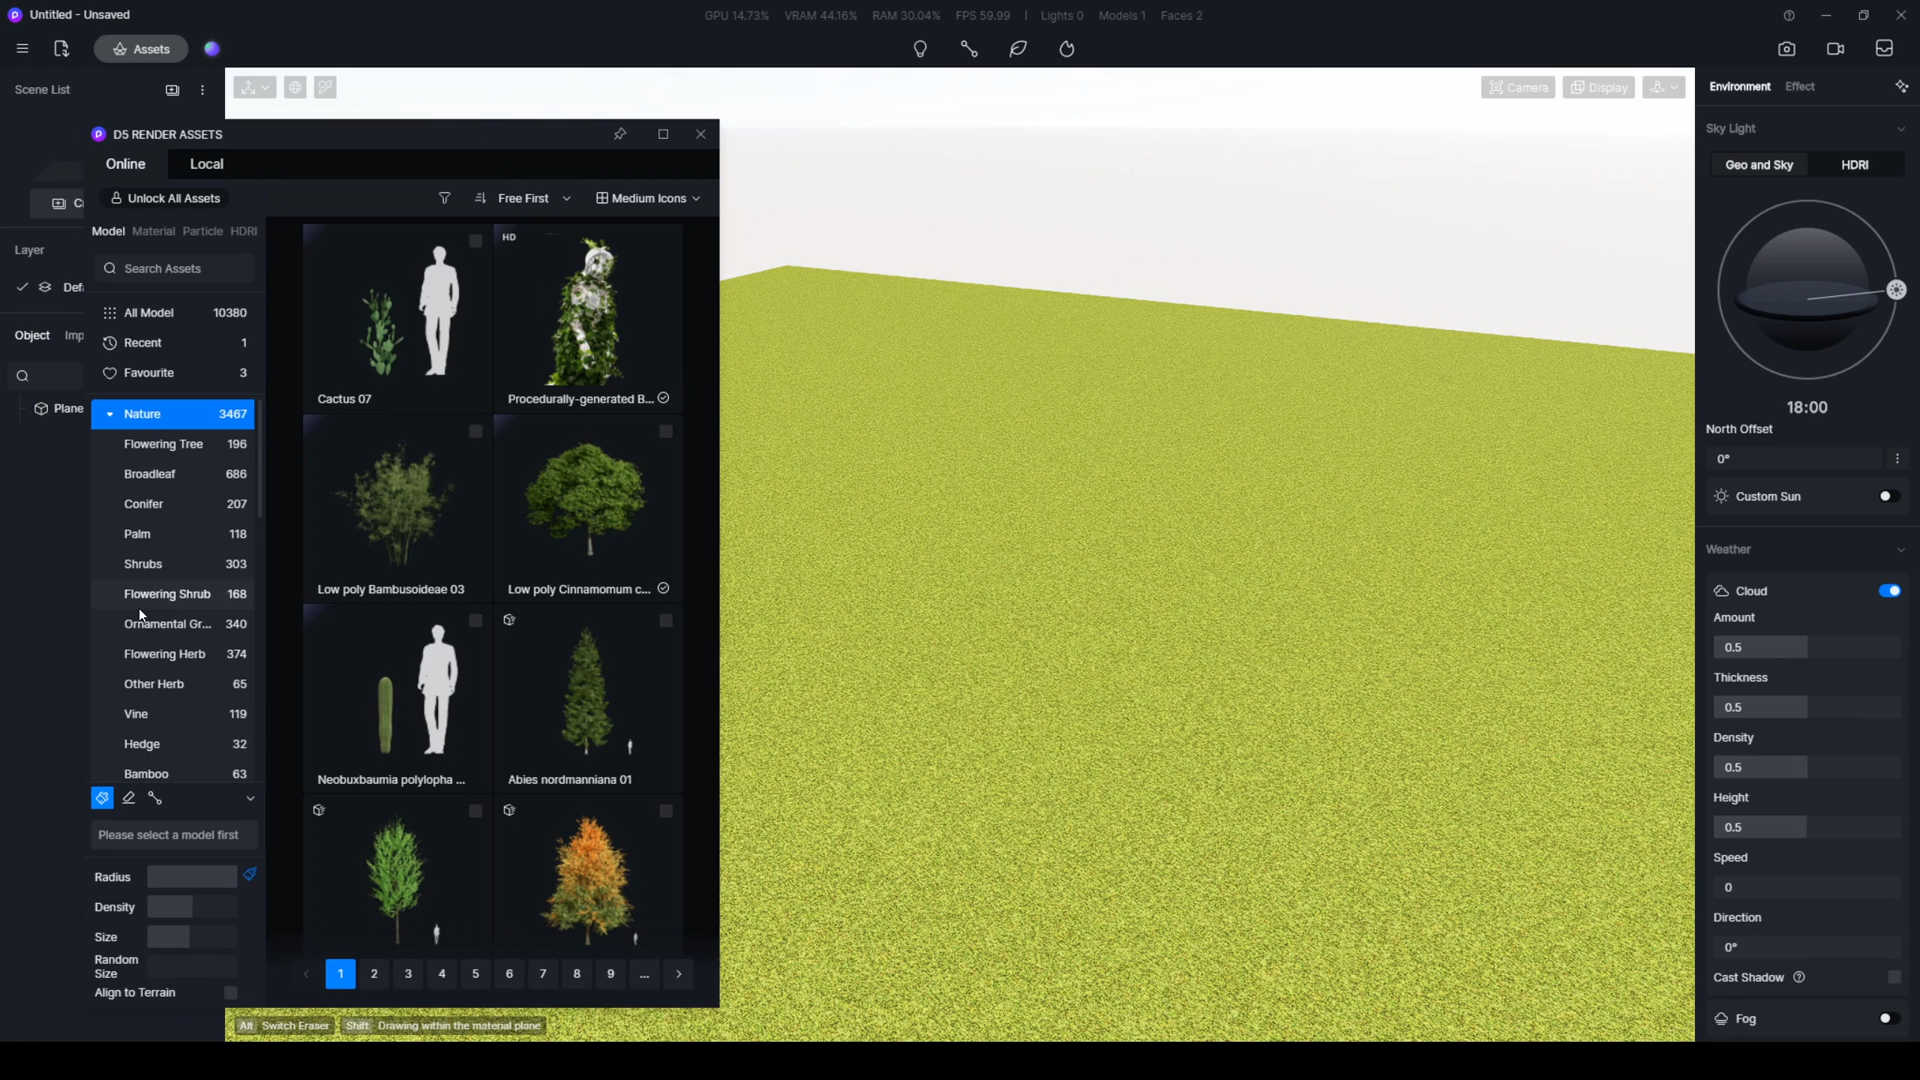 Untitled - Unsaved
GPU 14.73% VRAM 44.16% RAM 30.04% FPS 59.99 Lights 0 Models 1 Faces 2
Assets
Scene List
Camera
Display
Environment Effect
D5 RENDER ASSETS
Online Local
Unlock All Assets
Free First
Medium Icons
Model Material Particle HDRI
Search Assets
All Model 10380
Recent 1
Favourite 3
Layer
Object
Plane
Nature 3467
Flowering Tree 196
Broadleaf 686
Conifer 207
Palm 118
Shrubs 303
Flowering Shrub 168
Ornamental Gr... 340
Flowering Herb 374
Other Herb 65
Vine 119
Hedge 32
Bamboo 63
Please select a model first
Radius
Density
Size
Random
Size
Align to Terrain
HD
Cactus 07
Procedurally-generated B...
Low poly Bambusoideae 03
Low poly Cinnamomum c...
Neobuxbaumia polylopha ...
Abies nordmanniana 01
1 2 3 4 5 6 7 8 9 ...
Alt Switch Eraser Shift Drawing within the material plane
Sky Light
Geo and Sky HDRI
18:00
North Offset
0°
Custom Sun
Weather
Cloud
Amount
0.5
Thickness
0.5
Density
0.5
Height
0.5
Speed
0
Direction
0°
Cast Shadow
Fog